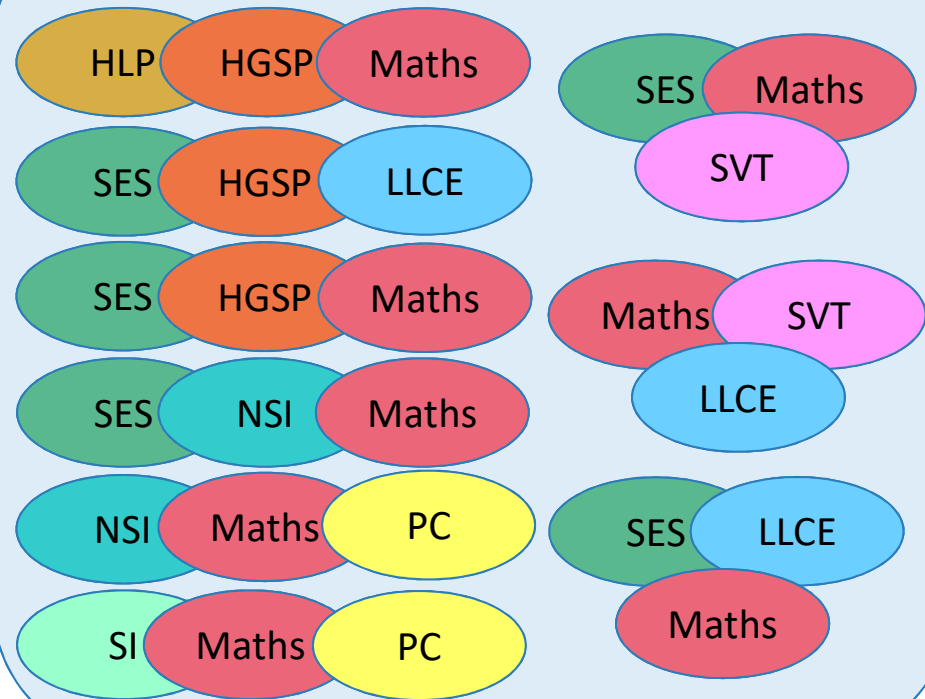 HLP HGSP Maths
SES HGSP LLCE
SES HGSP Maths
SES NSI Maths
NSI Maths PC
SI Maths PC
SES Maths
SVT
Maths SVT
LLCE
SES LLCE
Maths